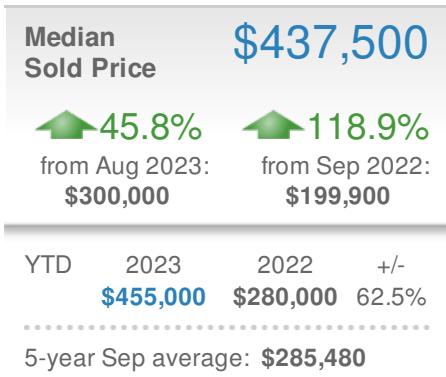 Median
Sold Price
$437,500
45.8%
from Aug 2023:
$300,000
118.9%
from Sep 2022:
$199,900
YTD 2023 2022 +/-
$455,000 $280,000 62.5%
5-year Sep average: $285,480